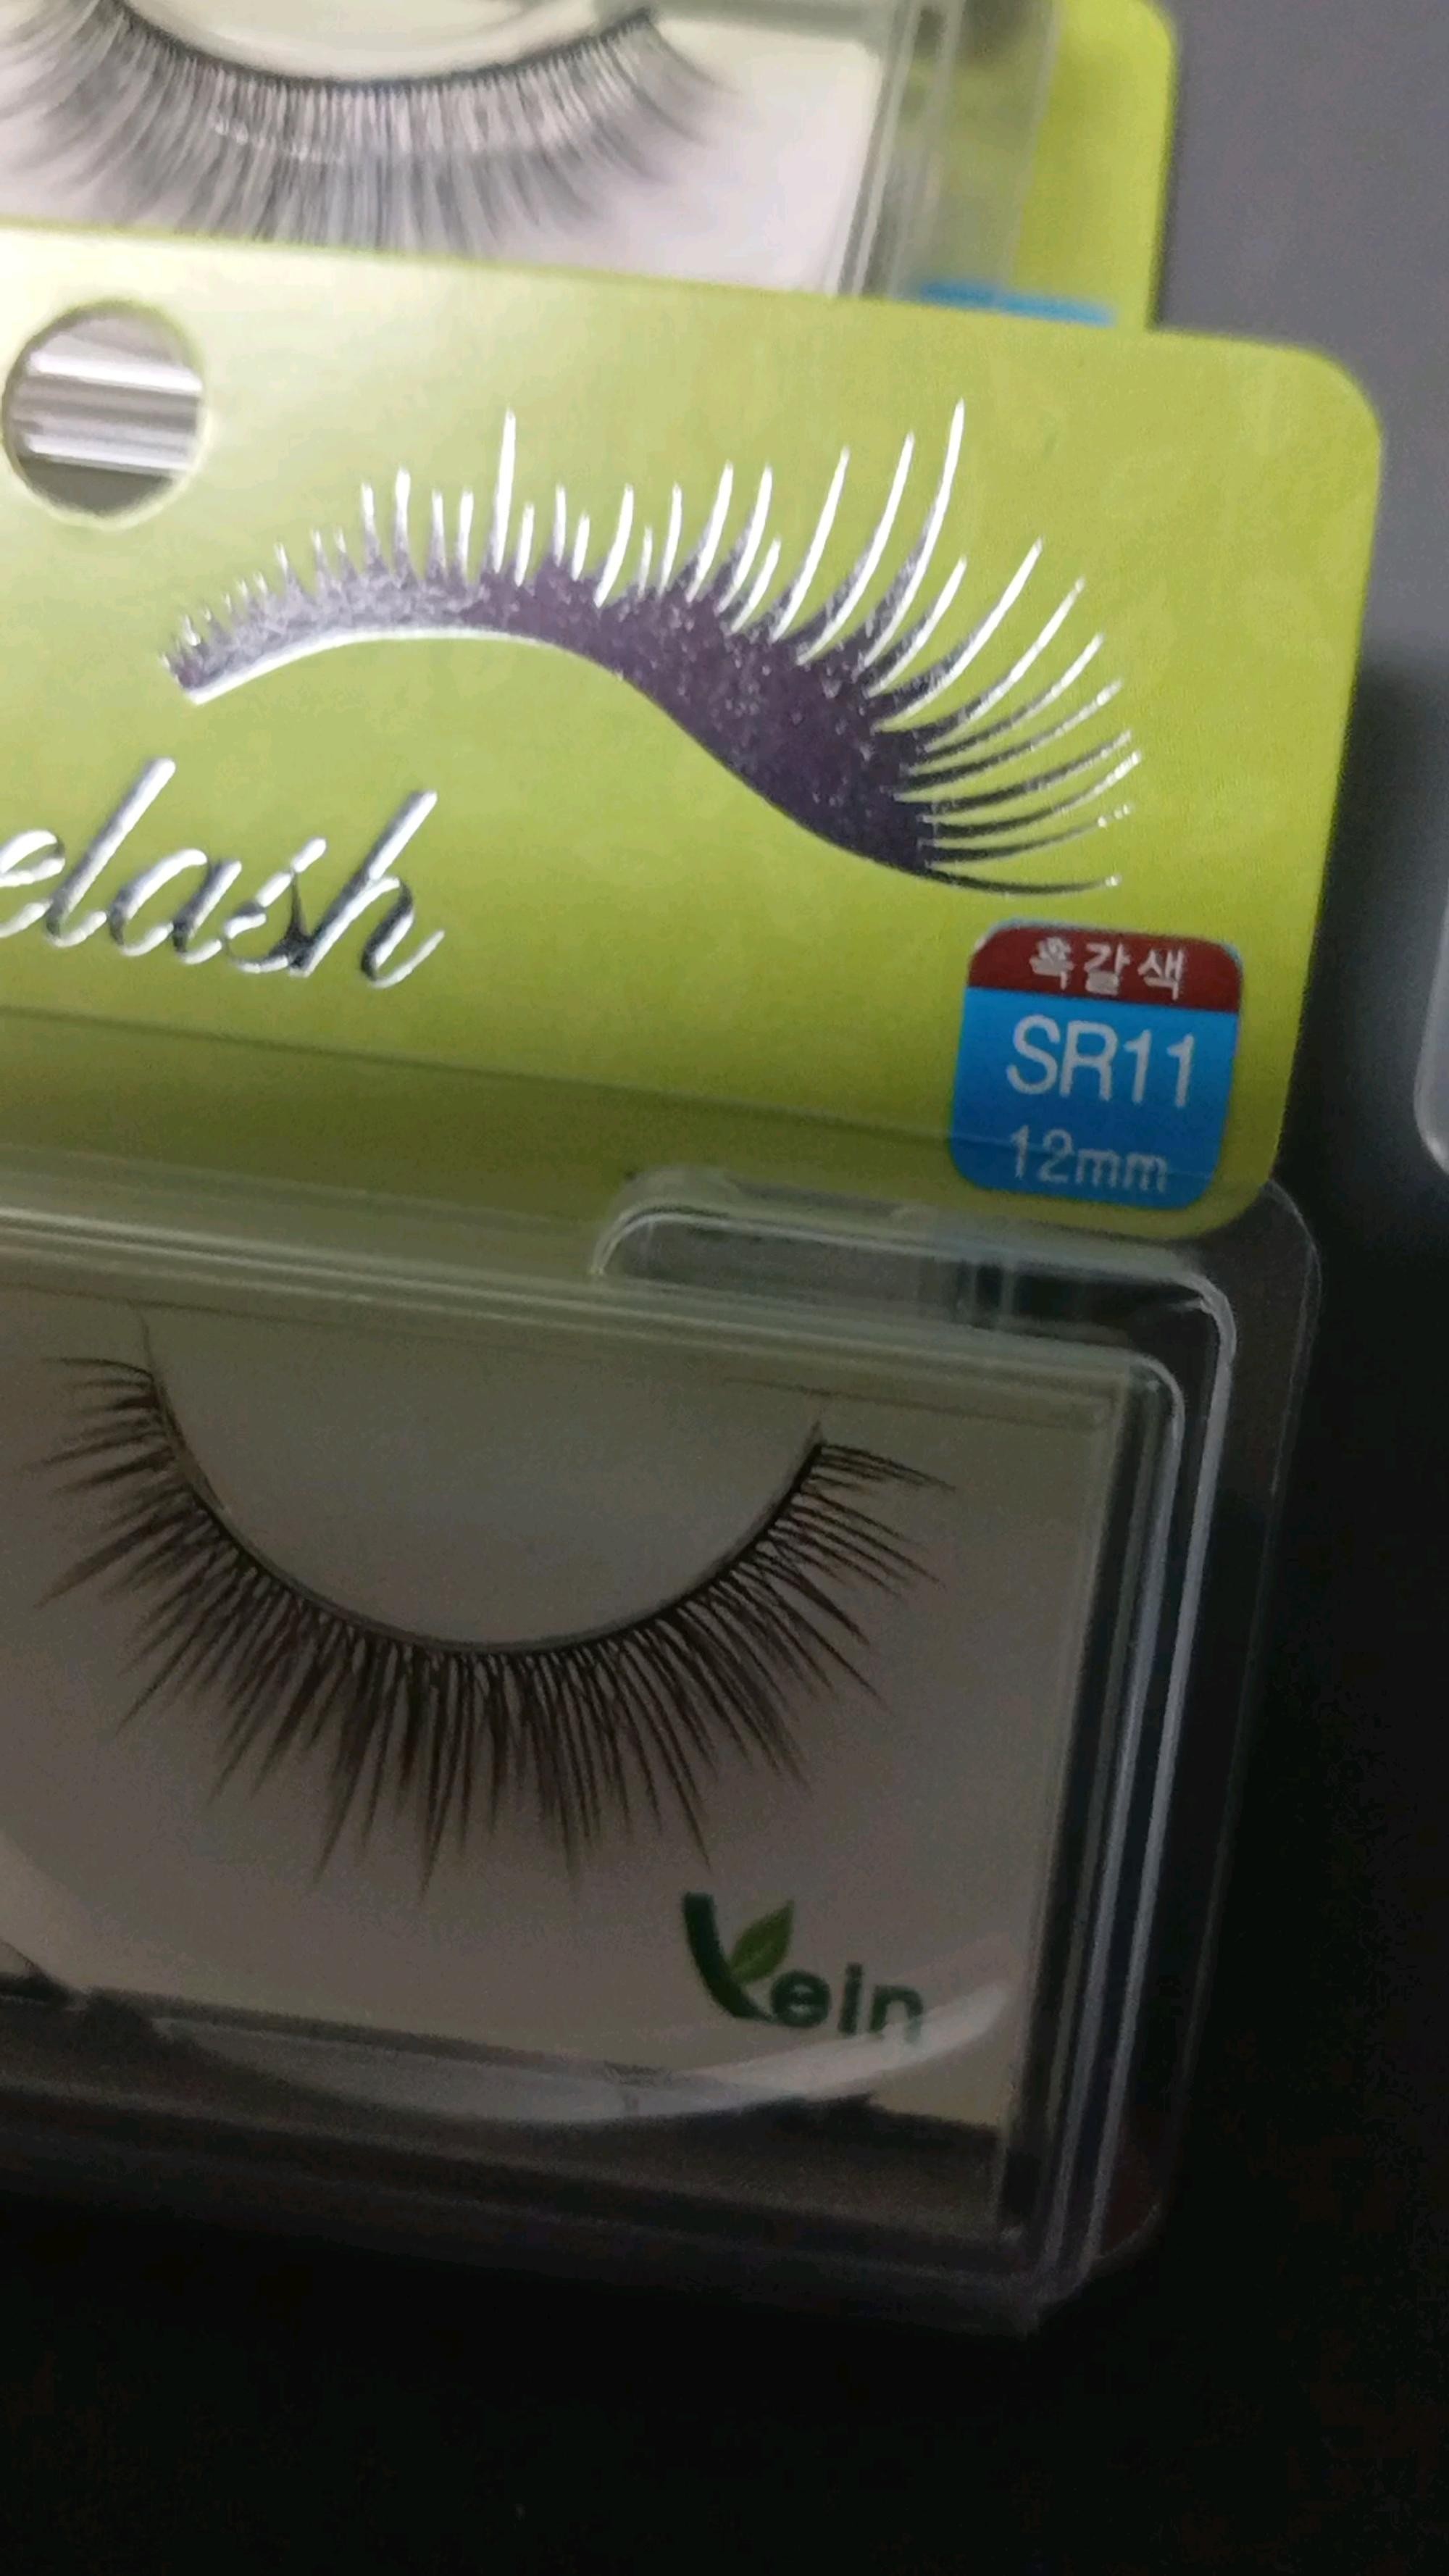 elash
흑갈색
SR11
12mm
Vein